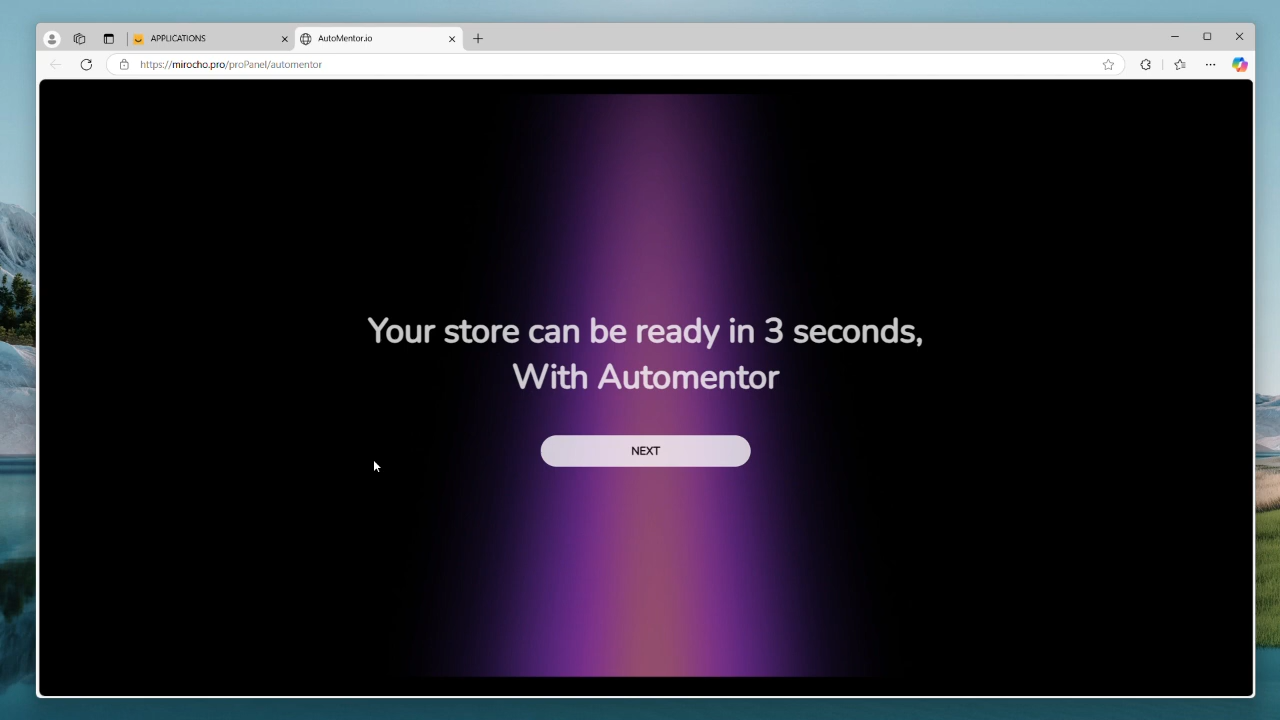 APPLICATIONS
AutoMentor.io
https://mirocho.pro/proPanel/automentor
Your store can be ready in 3 seconds,
With Automentor
NEXT